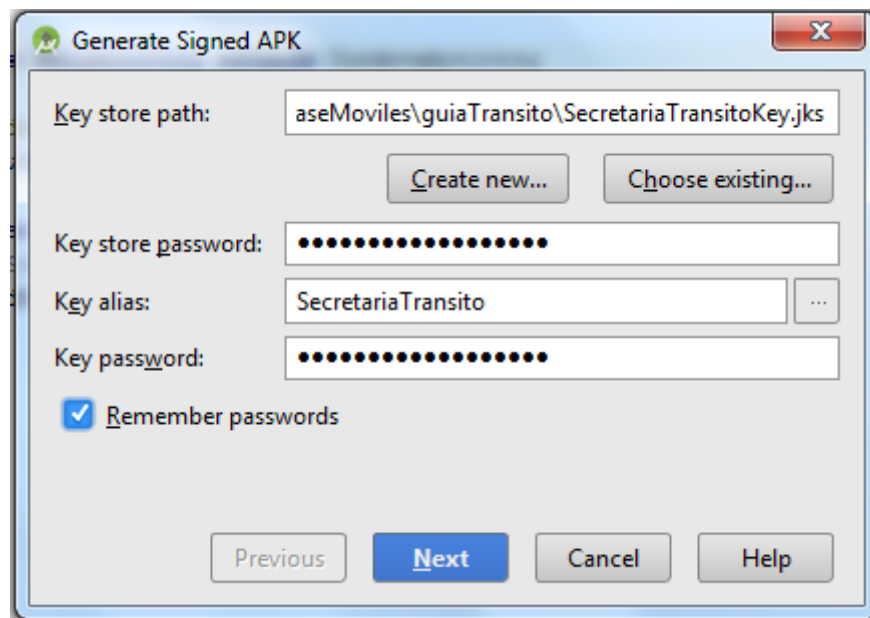 Generate Signed APK
Key store path: aseMoviles\guiaTransito\SecretariaTransitoKey.jks
Create new... Choose existing...
Key store password: •••••••••••••••••••
Key alias: SecretariaTransito ...
Key password: •••••••••••••••••••
Remember passwords
Previous Next Cancel Help